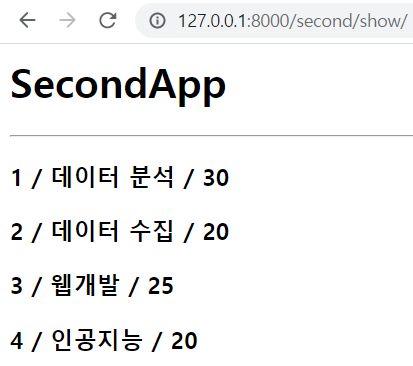 127.0.0.1:8000/second/show/
SecondApp
1 / 데이터 분석 / 30
2 / 데이터 수집 / 20
3 / 웹개발 / 25
4 / 인공지능 / 20